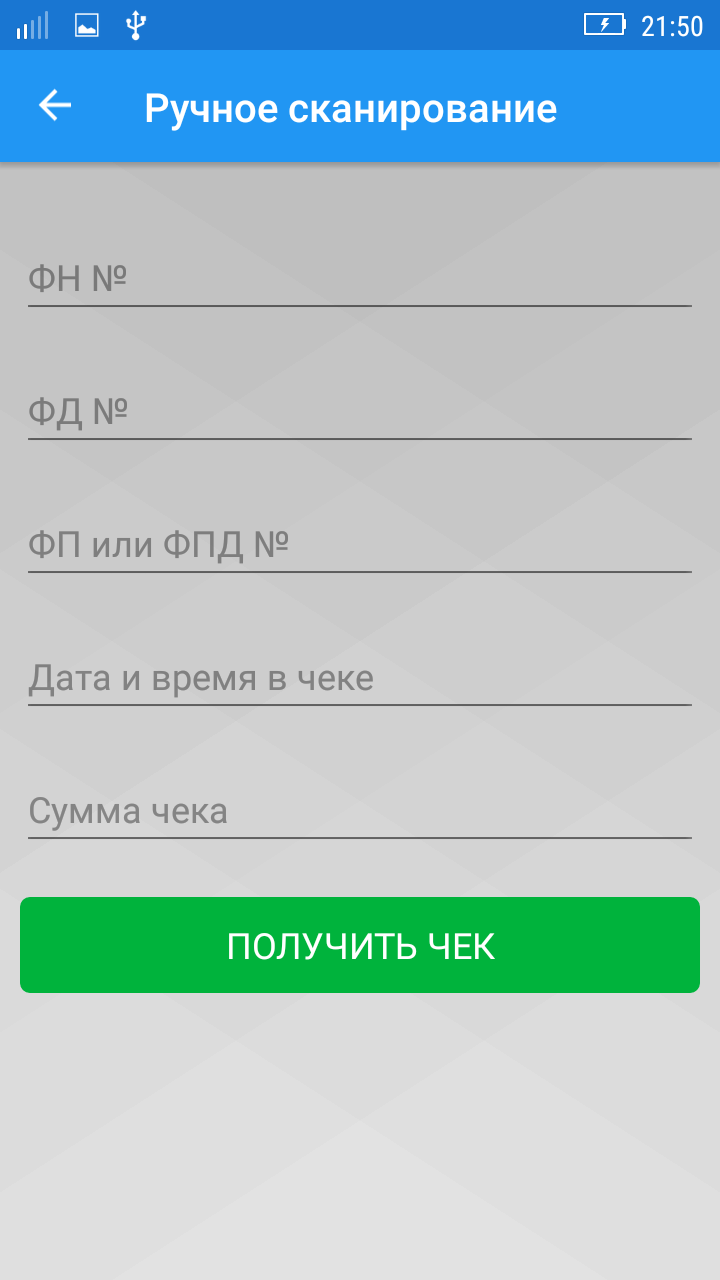 21:50
Ручное сканирование
ФН №
ФД №
ФП или ФПД №
Дата и время в чеке
Сумма чека
ПОЛУЧИТЬ ЧЕК